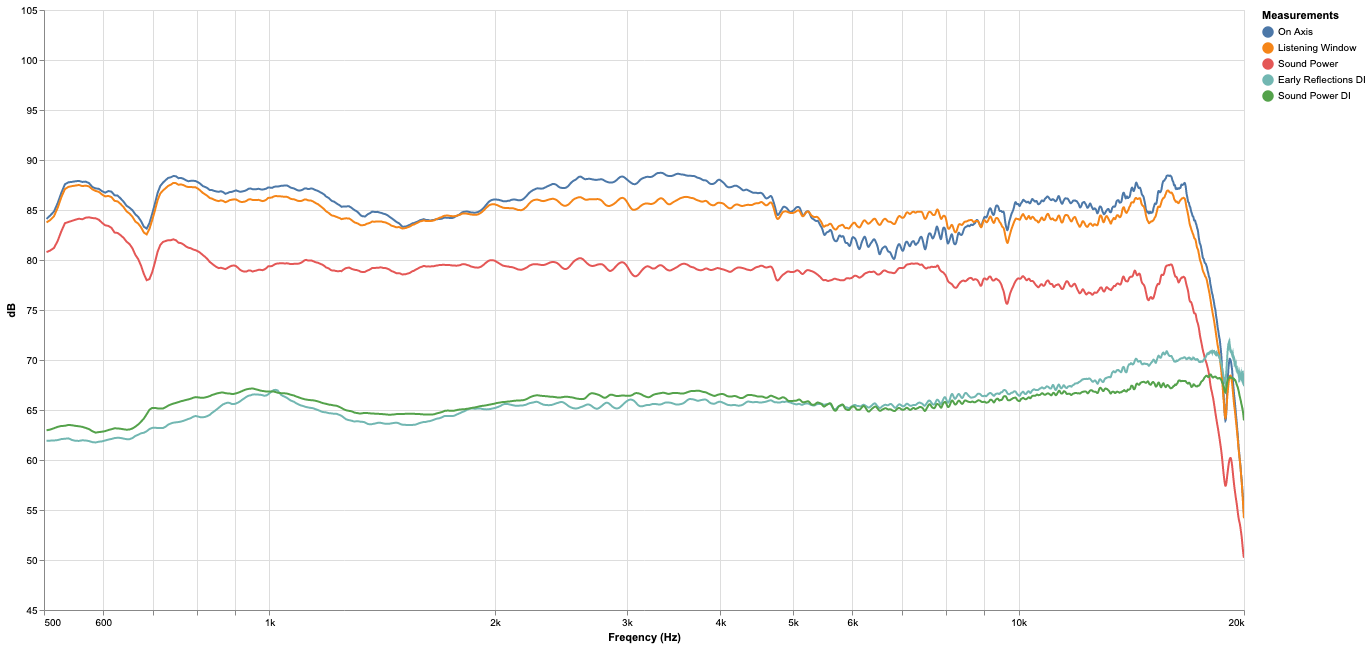 105
100
95
90
85
80
75
70
65
60
55
50
45
dB
500 600 1k 2k 3k 4k 5k 6k 10k 20k
Freqency (Hz)
Measurements
On Axis
Listening Window
Sound Power
Early Reflections DI
Sound Power DI